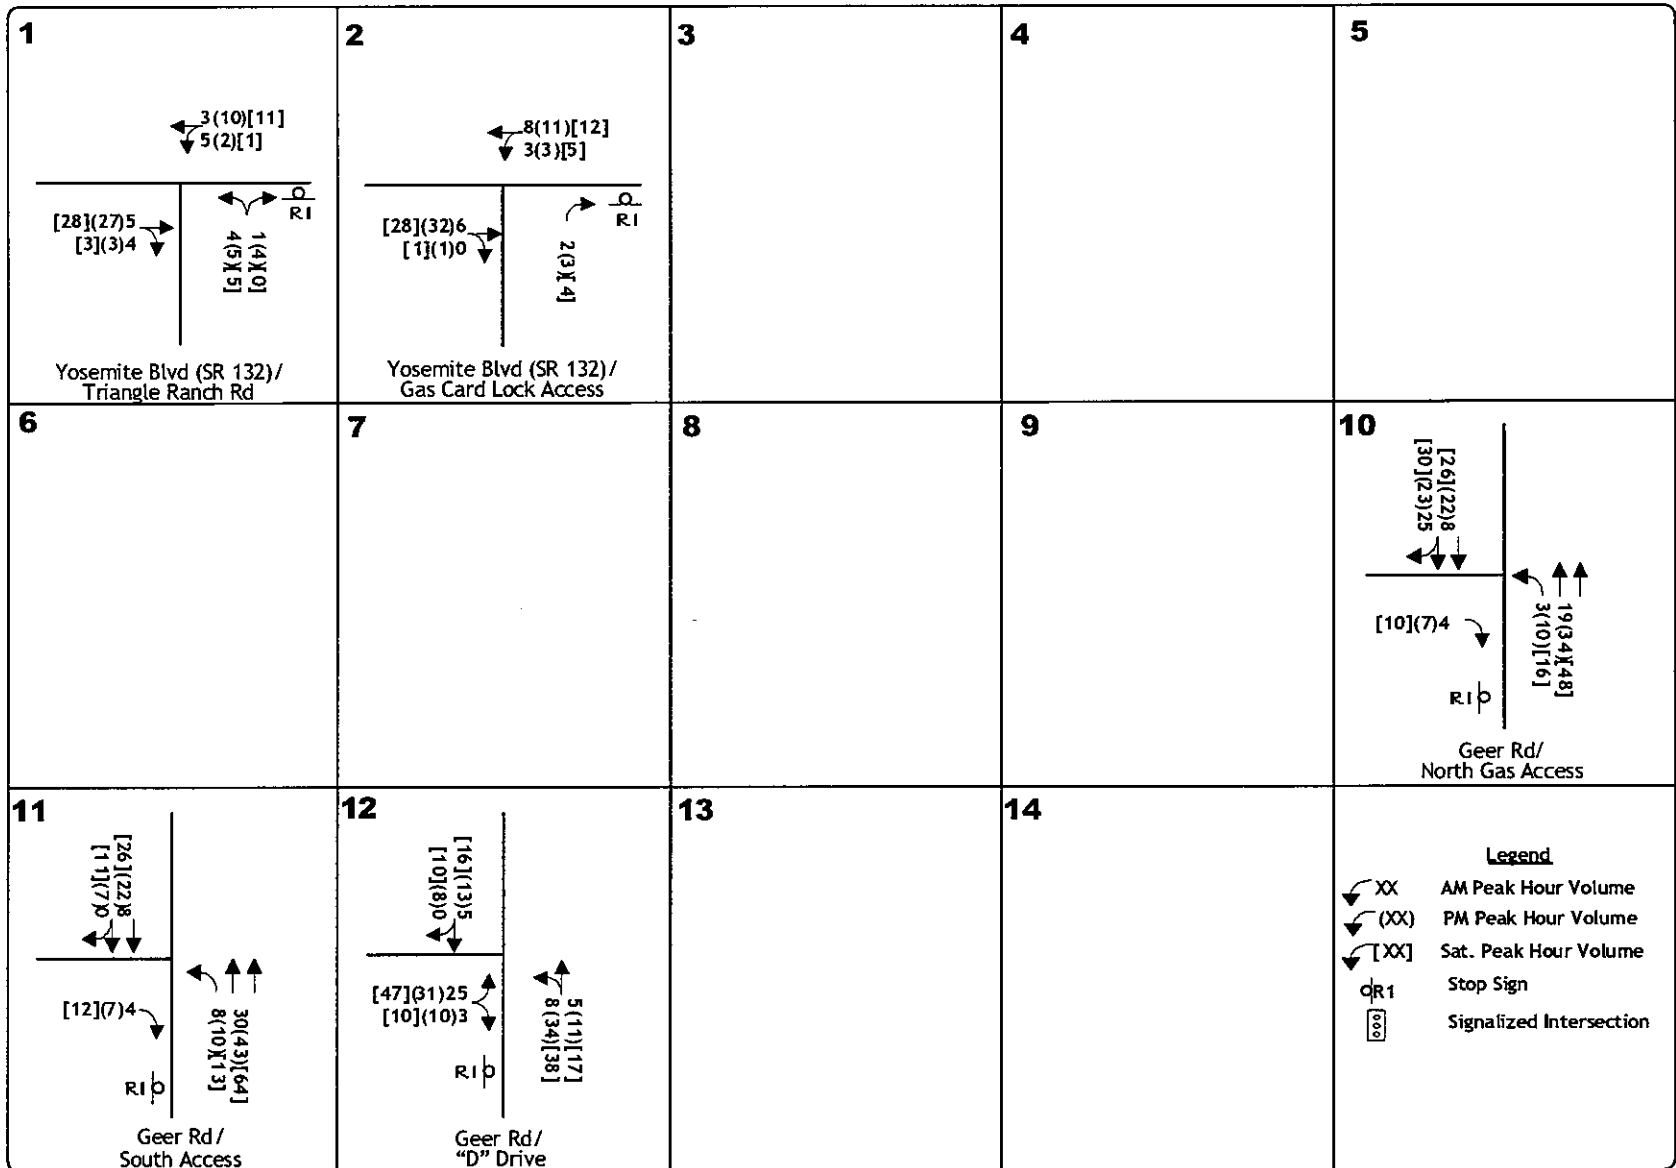 1
3(10)[11]
5(2)[1]
[28](27)5
[3](3)4
1(4)[0]
4(5)[5]
R1
Yosemite Blvd (SR 132)/
Triangle Ranch Rd
2
8(11)[12]
3(3)[5]
[28](32)6
[1](1)0
2(3)[4]
R1
Yosemite Blvd (SR 132)/
Gas Card Lock Access
3
4
5
6
7
8
9
10
[26](22)8
[30](23)25
[10](7)4
19(34)[48]
3(10)[16]
R1
Geer Rd/
North Gas Access
11
[26](22)8
[11](7)0
[12](7)4
30(43)[64]
8(10)[13]
R1
Geer Rd/
South Access
12
[16](13)5
[10](8)0
[47](31)25
[10](10)3
5(11)[17]
8(34)[38]
R1
Geer Rd/
"D" Drive
13
14
Legend
XX AM Peak Hour Volume
(XX) PM Peak Hour Volume
[XX] Sat. Peak Hour Volume
R1 Stop Sign
Signalized Intersection